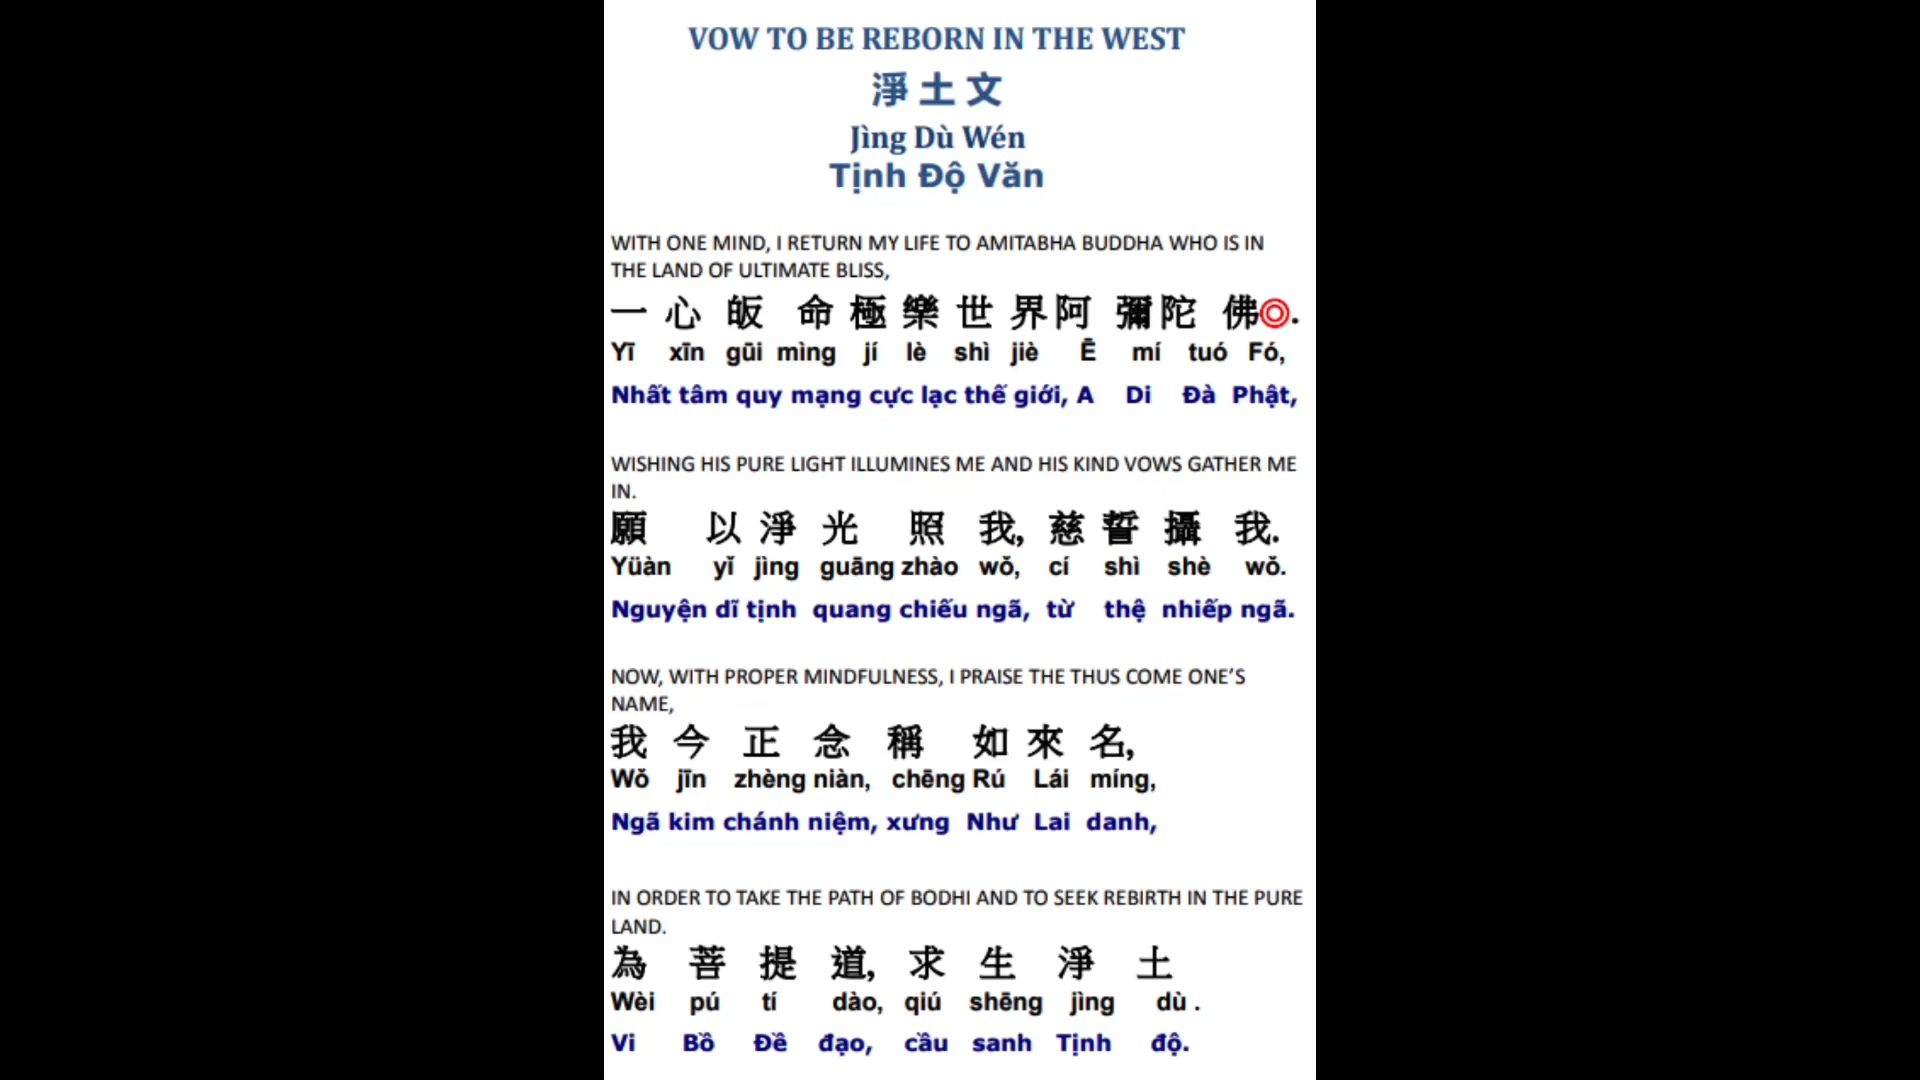 VOW TO BE REBORN IN THE WEST
淨 土 文
Jìng Dù Wén
Tịnh Độ Văn
WITH ONE MIND, I RETURN MY LIFE TO AMITABHA BUDDHA WHO IS IN
THE LAND OF ULTIMATE BLISS,
一 心 皈 命 極 樂 世 界 阿 彌 陀 佛◎.
Yī xīn gūi mìng jí lè shì jiè Ē mí tuó Fó,
Nhất tâm quy mạng cực lạc thế giới, A Di Đà Phật,
WISHING HIS PURE LIGHT ILLUMINES ME AND HIS KIND VOWS GATHER ME
IN.
願 以 淨 光 照 我, 慈 誓 攝 我.
Yüàn yǐ jìng guāng zhào wǒ, cí shì shè wǒ.
Nguyện dĩ tịnh quang chiếu ngã, từ thệ nhiếp ngã.
NOW, WITH PROPER MINDFULNESS, I PRAISE THE THUS COME ONE’S
NAME,
我 今 正 念 稱 如 來 名,
Wǒ jīn zhèng niàn, chēng Rú Lái míng,
Ngã kim chánh niệm, xưng Như Lai danh,
IN ORDER TO TAKE THE PATH OF BODHI AND TO SEEK REBIRTH IN THE PURE
LAND.
為 菩 提 道, 求 生 淨 土
Wèi pú tí dào, qiú shēng jìng dù .
Vi Bồ Đề đạo, cầu sanh Tịnh độ.